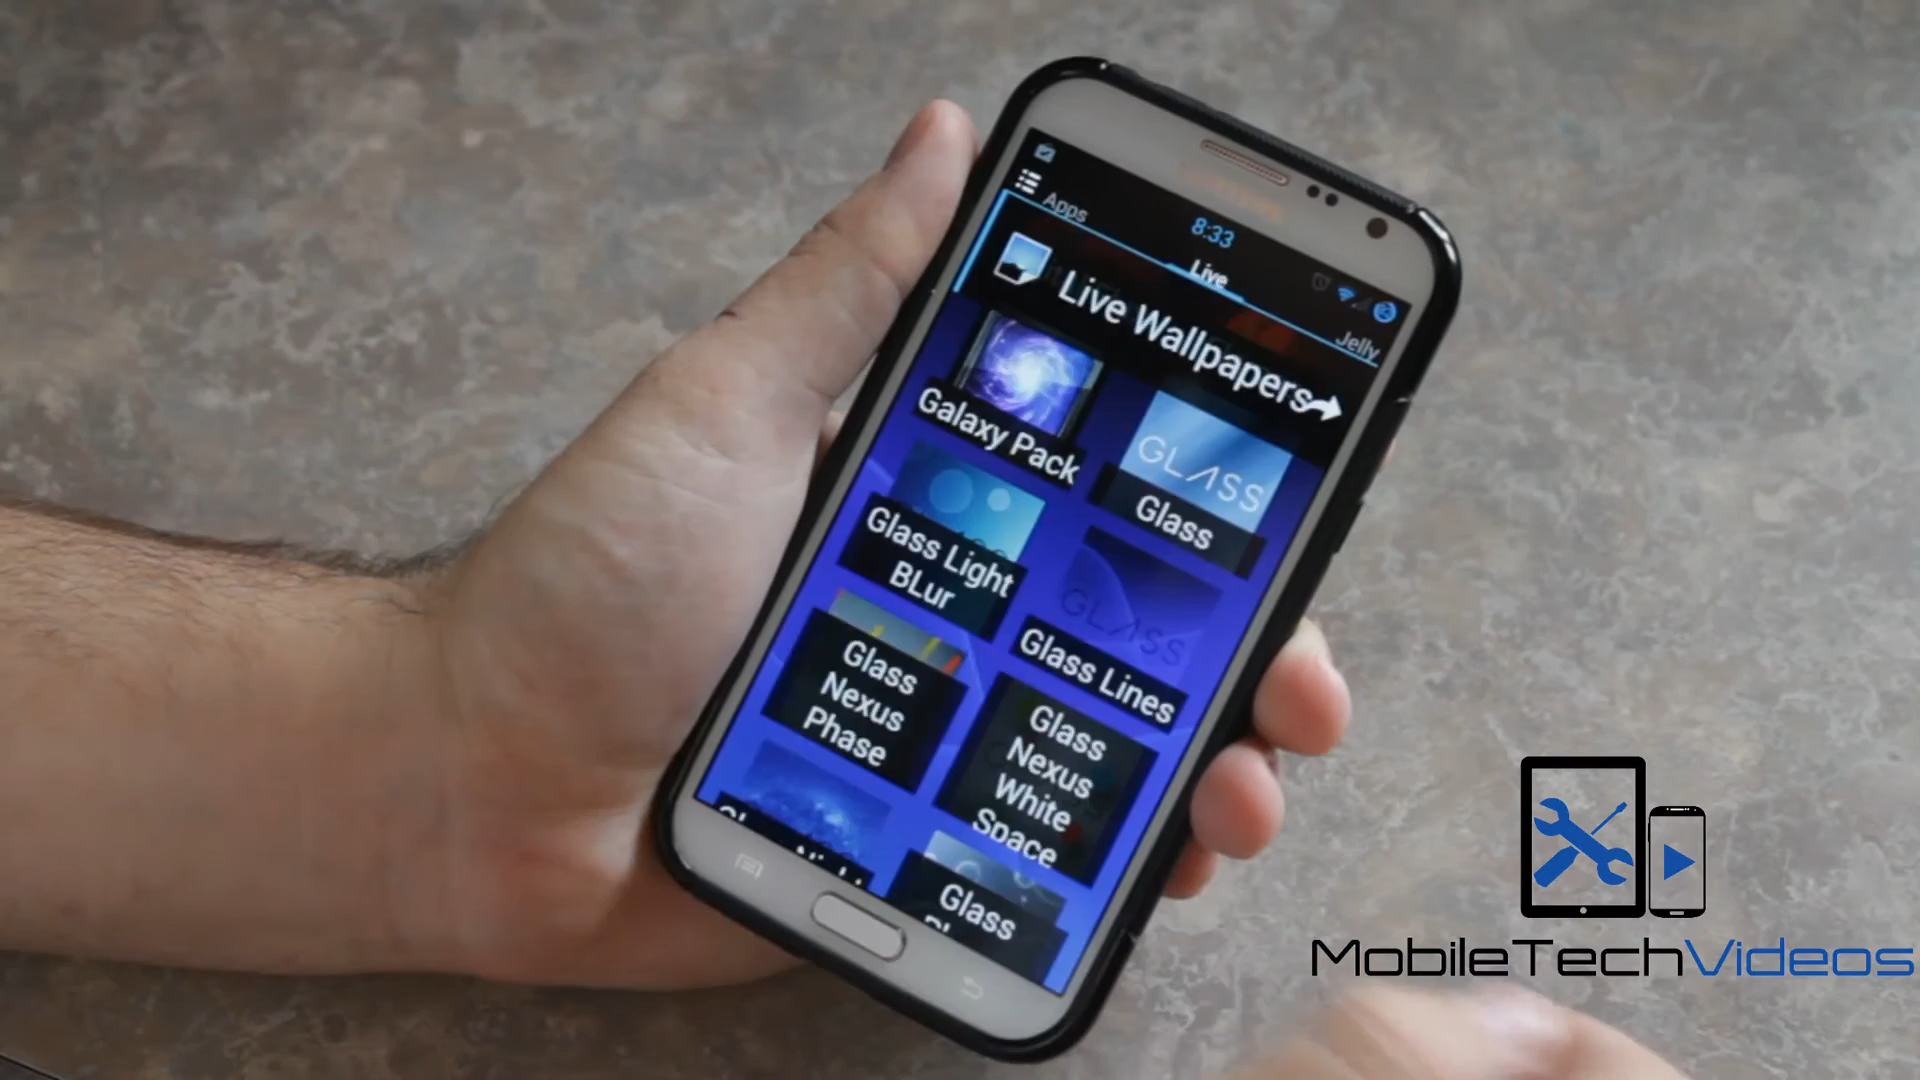 Apps
8:33
Live
Jelly
Live Wallpapers
Galaxy Pack
GLASS
Glass
Glass Light
BLur
GLASS
Glass Lines
Glass
Nexus
Phase
Glass
Nexus
White
Space
Glass
MobileTechVideos